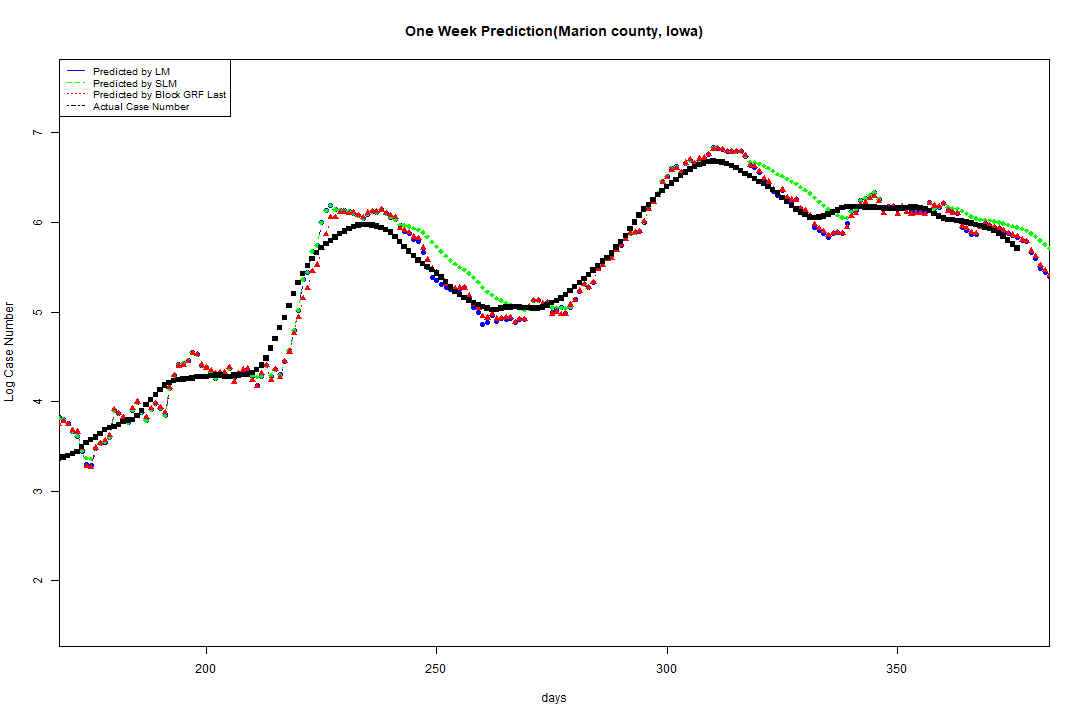 One Week Prediction(Marion county, Iowa)
Predicted by LM
Predicted by SLM
Predicted by Block GRF Last
Actual Case Number
7
6
5
4
3
2
Log Case Number
200 250 300 350
days